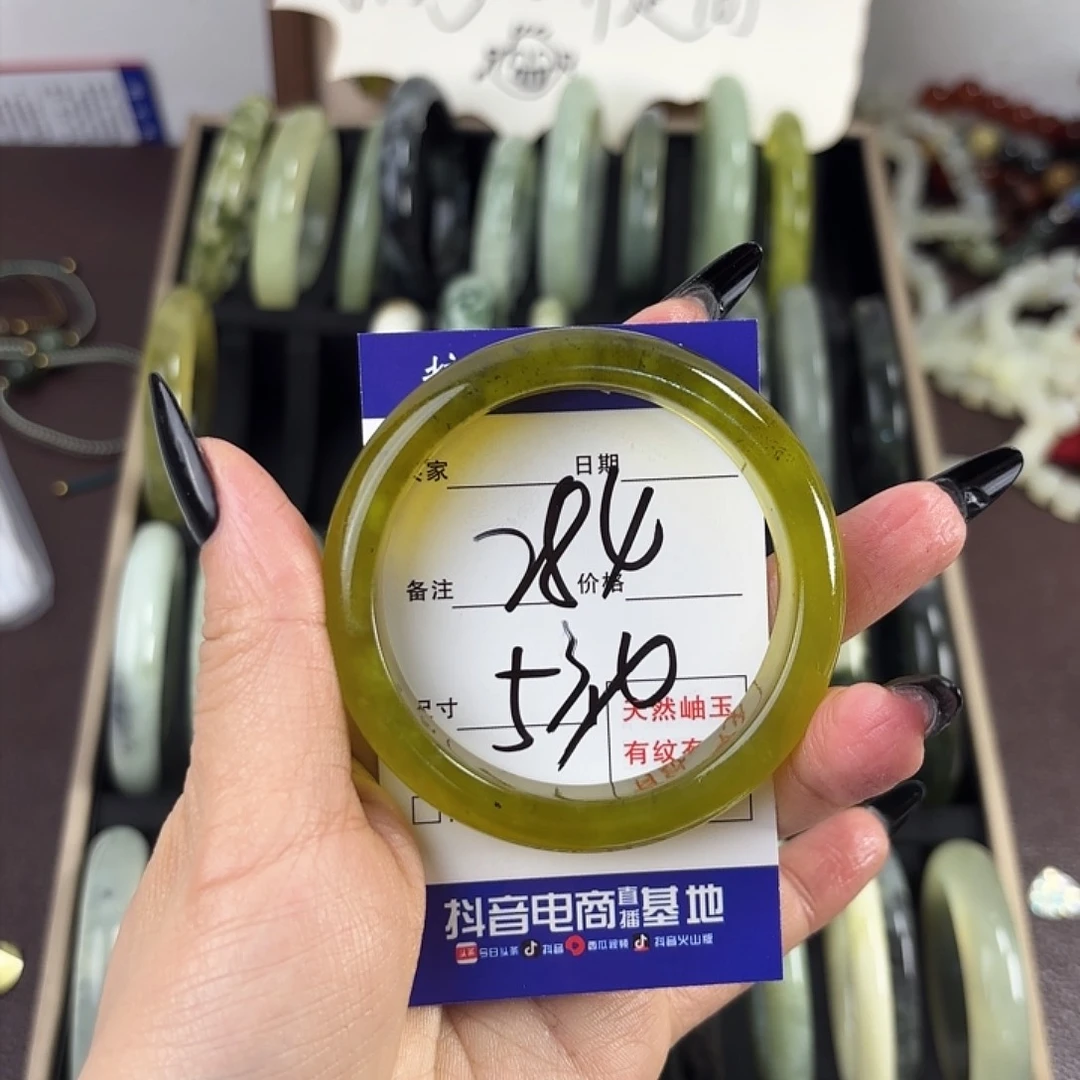 家 日期
284
备注 价格
530
尺寸
天然岫玉
有纹有
抖音电商直播基地
今日头条 抖音 西瓜视频 抖音火山版